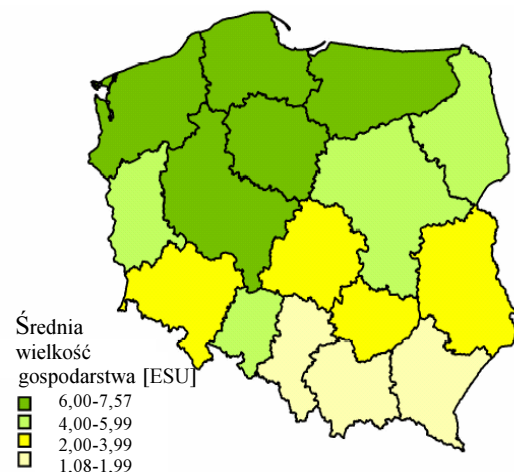 Średnia
wielkość
gospodarstwa [ESU]
6,00-7,57
4,00-5,99
2,00-3,99
1,08-1,99